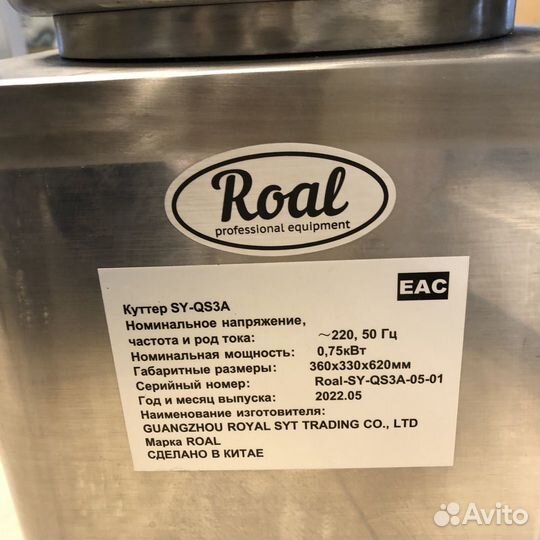 Roal
professional equipment
EAC
Куттер SY-QS3A
Номинальное напряжение,
частота и род тока: ~220, 50 Гц
Номинальная мощность: 0,75кВт
Габаритные размеры: 360х330х620мм
Серийный номер: Roal-SY-QS3A-05-01
Год и месяц выпуска: 2022.05
Наименование изготовителя:
GUANGZHOU ROYAL SYT TRADING CO., LTD
Марка ROAL
СДЕЛАНО В КИТАЕ
Avito